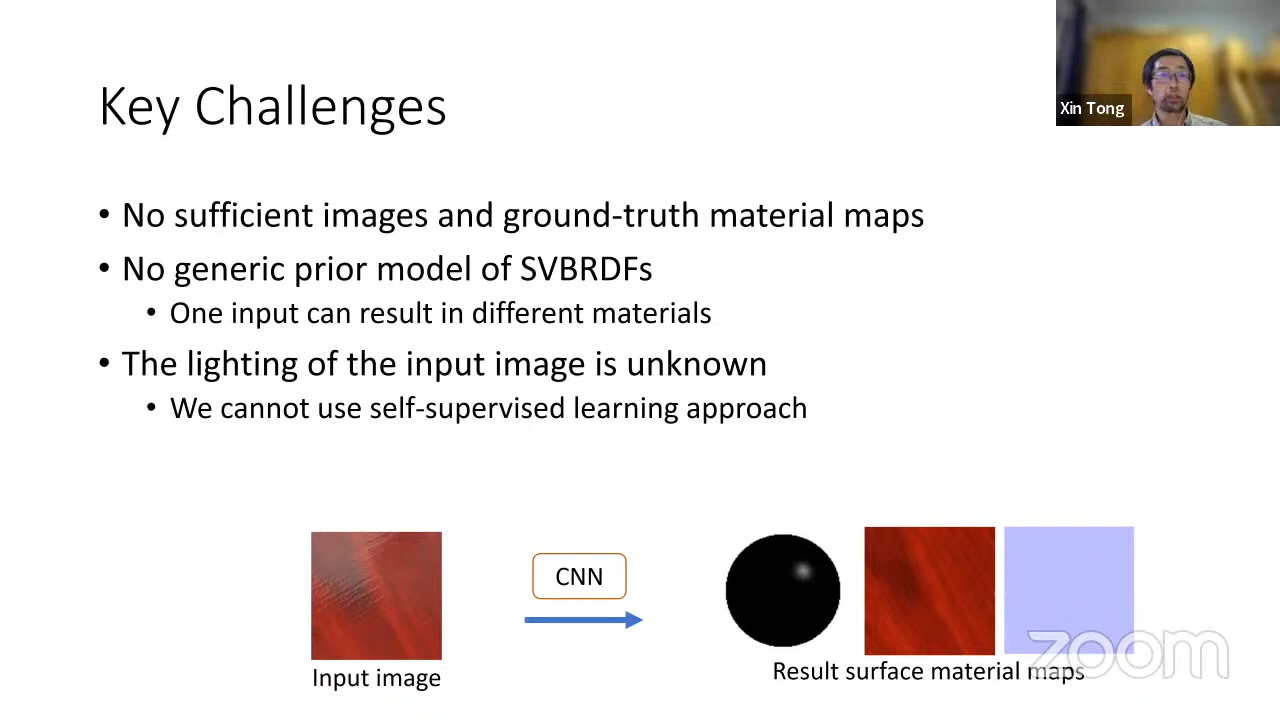 Key Challenges
Xin Tong
• No sufficient images and ground-truth material maps
• No generic prior model of SVBRDFs
• One input can result in different materials
• The lighting of the input image is unknown
• We cannot use self-supervised learning approach
CNN
Input image
Result surface material maps
zoom